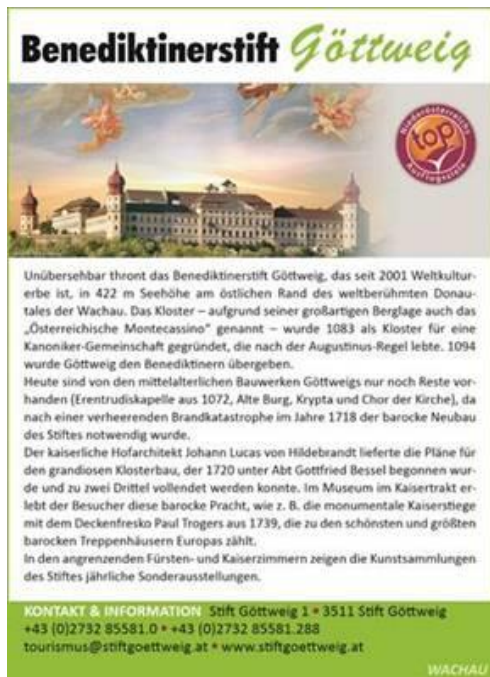 Benediktinerstift Göttweig
Niederösterreichs
top
Ausflugsziele
Unübersehbar thront das Benediktinerstift Göttweig, das seit 2001 Weltkultur-
erbe ist, in 422 m Seehöhe am östlichen Rand des weltberühmten Donau-
tales der Wachau. Das Kloster – aufgrund seiner großartigen Berglage auch das
„Österreichische Montecassino“ genannt – wurde 1083 als Kloster für eine
Kanoniker-Gemeinschaft gegründet, die nach der Augustinus-Regel lebte. 1094
wurde Göttweig den Benediktinern übergeben.
Heute sind von den mittelalterlichen Bauwerken Göttweigs nur noch Reste vor-
handen (Erentrudiskapelle aus 1072, Alte Burg, Krypta und Chor der Kirche), da
nach einer verheerenden Brandkatastrophe im Jahre 1718 der barocke Neubau
des Stiftes notwendig wurde.
Der kaiserliche Hofarchitekt Johann Lucas von Hildebrandt lieferte die Pläne für
den grandiosen Klosterbau, der 1720 unter Abt Gottfried Bessel begonnen wur-
de und zu zwei Drittel vollendet werden konnte. Im Museum im Kaisertrakt er-
lebt der Besucher diese barocke Pracht, wie z. B. die monumentale Kaiserstiege
mit dem Deckenfresko Paul Trogers aus 1739, die zu den schönsten und größten
barocken Treppenhäusern Europas zählt.
In den angrenzenden Fürsten- und Kaiserzimmern zeigen die Kunstsammlungen
des Stiftes jährliche Sonderausstellungen.
KONTAKT & INFORMATION Stift Göttweig 1 • 3511 Stift Göttweig
+43 (0)2732 85581.0 • +43 (0)2732 85581.288
tourismus@stiftgoettweig.at • www.stiftgoettweig.at
WACHAU